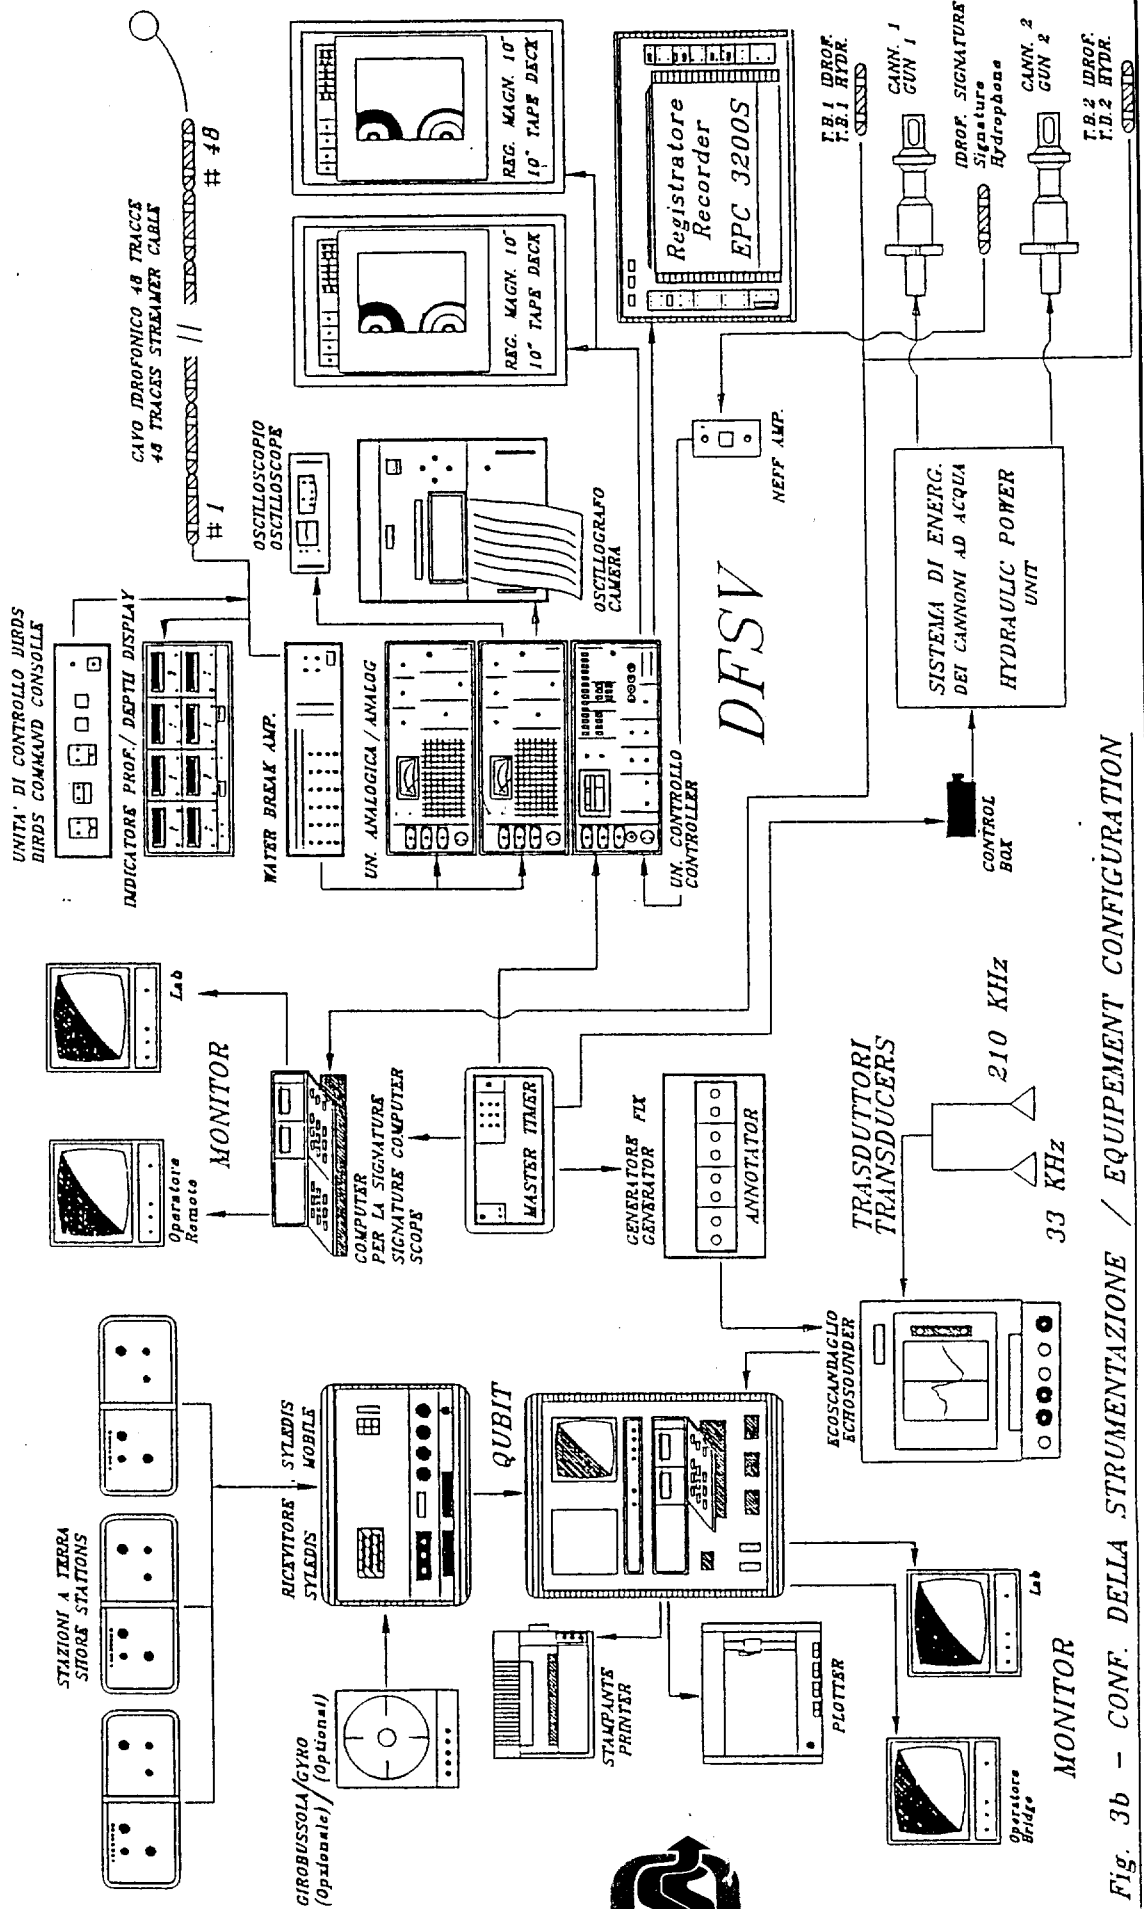 STAZIONI A TERRA
SHORE STATIONS
RICEVITORE SYLEDIS
SYLEDIS MOBILE
GIROBUSSOLA/GYRO
(Opzionale)/(Optional)
QUBIT
STAMPANTE
PRINTER
PLOTTER
Operatore
Bridge
Lab
MONITOR
Operatore
Remoto
Lab
MONITOR
COMPUTER
PER LA SIGNATURE
SIGNATURE COMPUTER
SCOPE
MASTER TIMER
GENERATORE FIX
GENERATOR
ANNOTATOR
ECOSCANDAGLIO
ECHOSOUNDER
TRASDUTTORI
TRANSDUCERS
33 KHz
210 KHz
UNITA' DI CONTROLLO BIRDS
BIRDS COMMAND CONSOLLE
INDICATORE PROF./ DEPTH DISPLAY
WATER BREAK AMP.
UN. ANALOGICA / ANALOG
UN. CONTROLLO
CONTROLLER
CAVO IDROFONICO 48 TRACCE
48 TRACES STREAMER CABLE
# 1
# 48
OSCILLOSCOPIO
OSCILLOSCOPE
OSCILLOGRAFO
CAMERA
REG. MAGN. 10"
10" TAPE DECK
REG. MAGN. 10"
10" TAPE DECK
Registratore
Recorder
EPC 3200S
NEFF AMP.
DFSV
CONTROL
BOX
SISTEMA DI ENERG.
DEI CANNONI AD ACQUA
HYDRAULIC POWER
UNIT
T.B.1 IDROF.
T.B.1 HYDR.
CANN. 1
GUN 1
IDROF. SIGNATURE
Signature
Hydrophone
CANN. 2
GUN 2
T.B.2 IDROF.
T.B.2 HYDR.
Fig. 3b - CONF. DELLA STRUMENTAZIONE / EQUIPEMENT CONFIGURATION